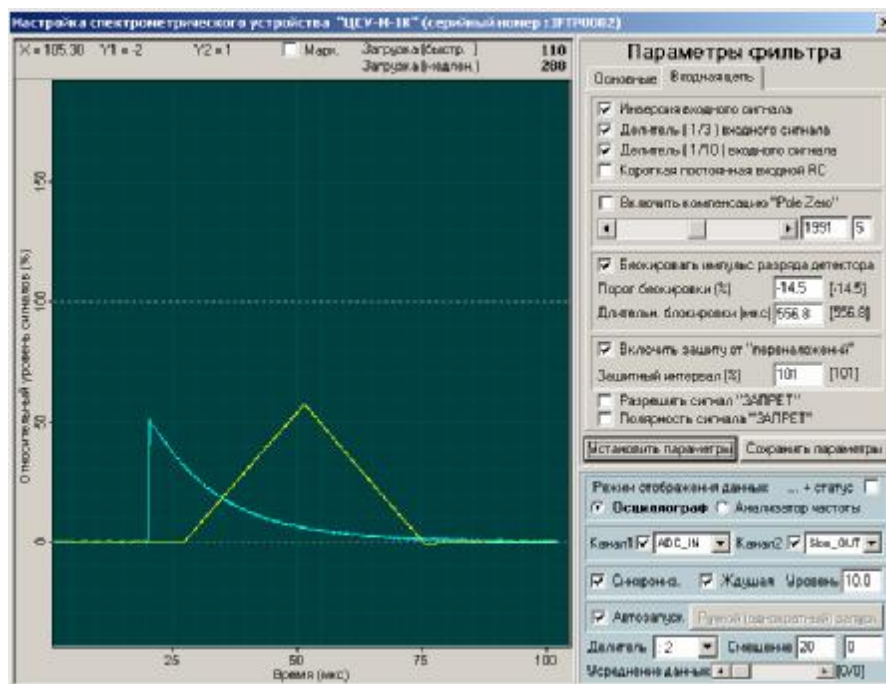 Настройка спектрометрического устройства "ЦСУ-М-1К" (серийный номер : IFTP0002)
X = 105.30 Y1 = -2 Y2 = 1 Марк. Загрузка (быстр. ) 110
Загрузка (медлен.) 200
Относительный уровень сигналов (%)
150
100
50
0
25 50 75 100
Время (мкс)
Параметры фильтра
Основные Входная цепь
Инверсия входного сигнала
Делитель ( 1/3 ) входного сигнала
Делитель ( 1/10 ) входного сигнала
Короткая постоянная входной RC
Включить компенсацию "Pole Zero"
1991 5
Блокировать импульс разряда детектора
Порог блокировки (%) -14.5 [-14.5]
Длительн. блокировки (мкс) 556.8 [556.8]
Включить защиту от "переналожений"
Защитный интервал (%) 101 [101]
Разрешить сигнал "ЗАПРЕТ"
Полярность сигнала "ЗАПРЕТ"
Установить параметры Сохранить параметры
Режим отображения данных ... + статус
Осцилограф Анализатор частоты
Канал1 ADC_IN Канал2 Slow_OUT
Синхрониз. Ждущая Уровень 10.0
Автозапуск Ручной (однократный) запуск
Делитель : 2 Смещение 20 0
Усреднение данных [0/0]